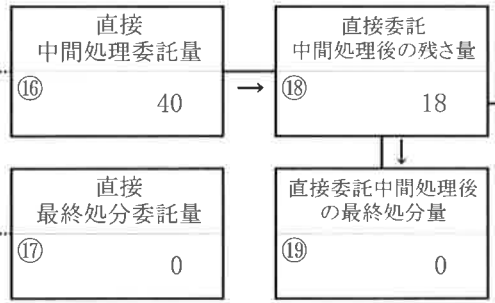 直接
中間処理委託量
⑯ 40
→
直接委託
中間処理後の残さ量
⑱ 18
↓
直接
最終処分委託量
⑰ 0
直接委託中間処理後
の最終処分量
⑲ 0